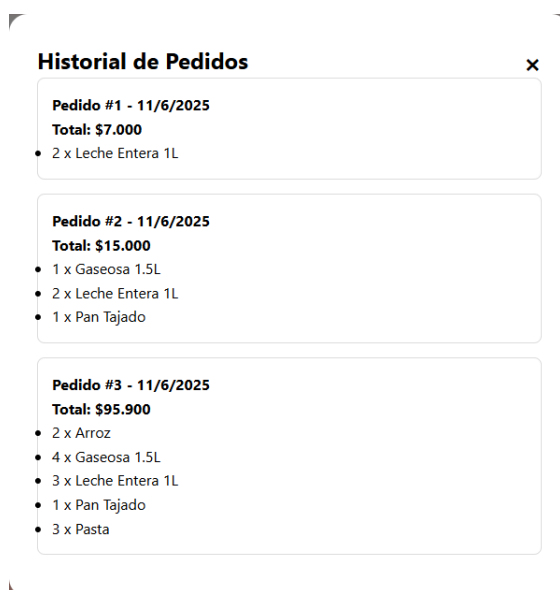 Historial de Pedidos ×
Pedido #1 - 11/6/2025
Total: $7.000
• 2 x Leche Entera 1L
Pedido #2 - 11/6/2025
Total: $15.000
• 1 x Gaseosa 1.5L
• 2 x Leche Entera 1L
• 1 x Pan Tajado
Pedido #3 - 11/6/2025
Total: $95.900
• 2 x Arroz
• 4 x Gaseosa 1.5L
• 3 x Leche Entera 1L
• 1 x Pan Tajado
• 3 x Pasta